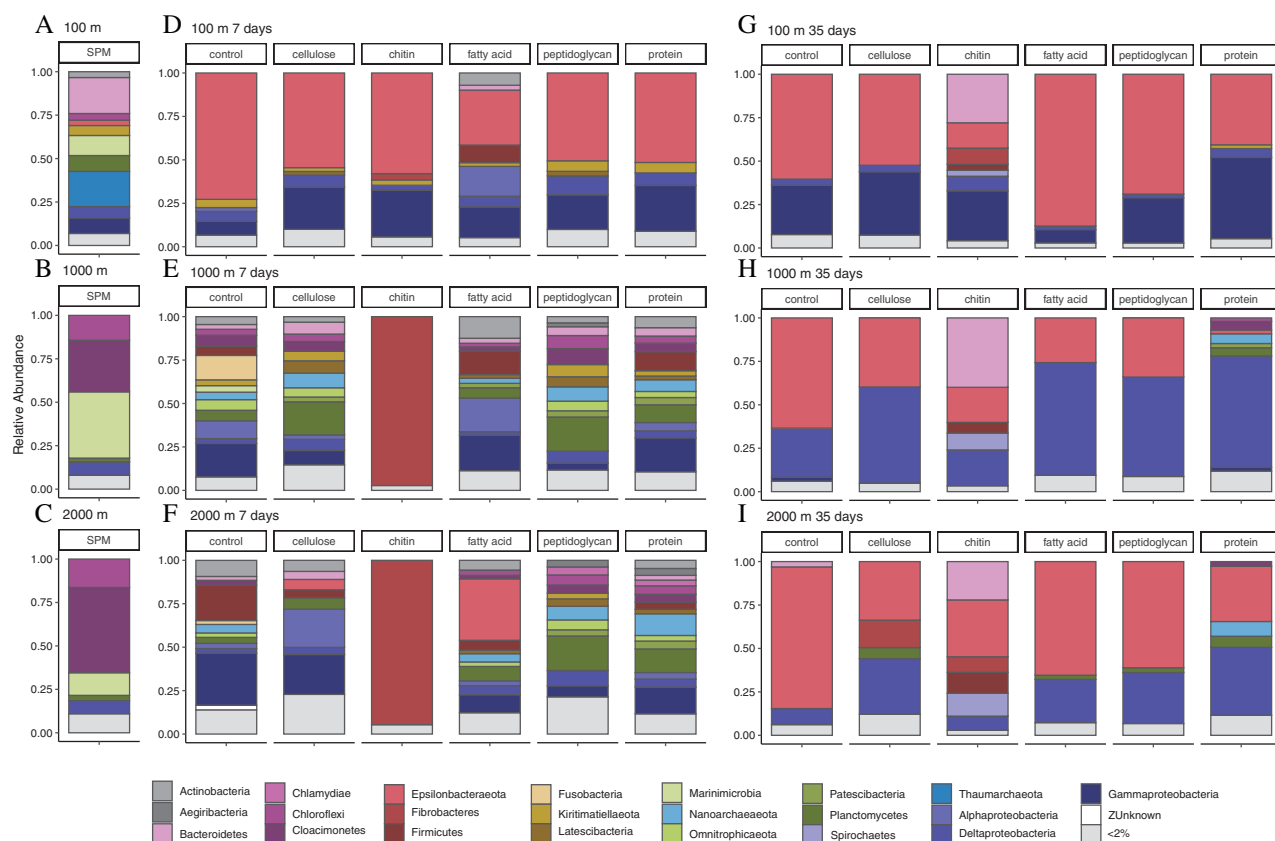 A 100 m
SPM
1.00
0.75
0.50
0.25
0.00
B 1000 m
SPM
1.00
0.75
0.50
0.25
0.00
C 2000 m
SPM
1.00
0.75
0.50
0.25
0.00
Relative Abundance
D 100 m 7 days
control cellulose chitin fatty acid peptidoglycan protein
1.00
0.75
0.50
0.25
0.00
E 1000 m 7 days
control cellulose chitin fatty acid peptidoglycan protein
1.00
0.75
0.50
0.25
0.00
F 2000 m 7 days
control cellulose chitin fatty acid peptidoglycan protein
1.00
0.75
0.50
0.25
0.00
G 100 m 35 days
control cellulose chitin fatty acid peptidoglycan protein
1.00
0.75
0.50
0.25
0.00
H 1000 m 35 days
control cellulose chitin fatty acid peptidoglycan protein
1.00
0.75
0.50
0.25
0.00
I 2000 m 35 days
control cellulose chitin fatty acid peptidoglycan protein
1.00
0.75
0.50
0.25
0.00
Actinobacteria
Aegiribacteria
Bacteroidetes
Chlamydiae
Chloroflexi
Cloacimonetes
Epsilonbacteraeota
Fibrobacteres
Firmicutes
Fusobacteria
Kiritimatiellaeota
Latescibacteria
Marinimicrobia
Nanoarchaeaeota
Omnitrophicaeota
Patescibacteria
Planctomycetes
Spirochaetes
Thaumarchaeota
Alphaproteobacteria
Deltaproteobacteria
Gammaproteobacteria
ZUnknown
<2%